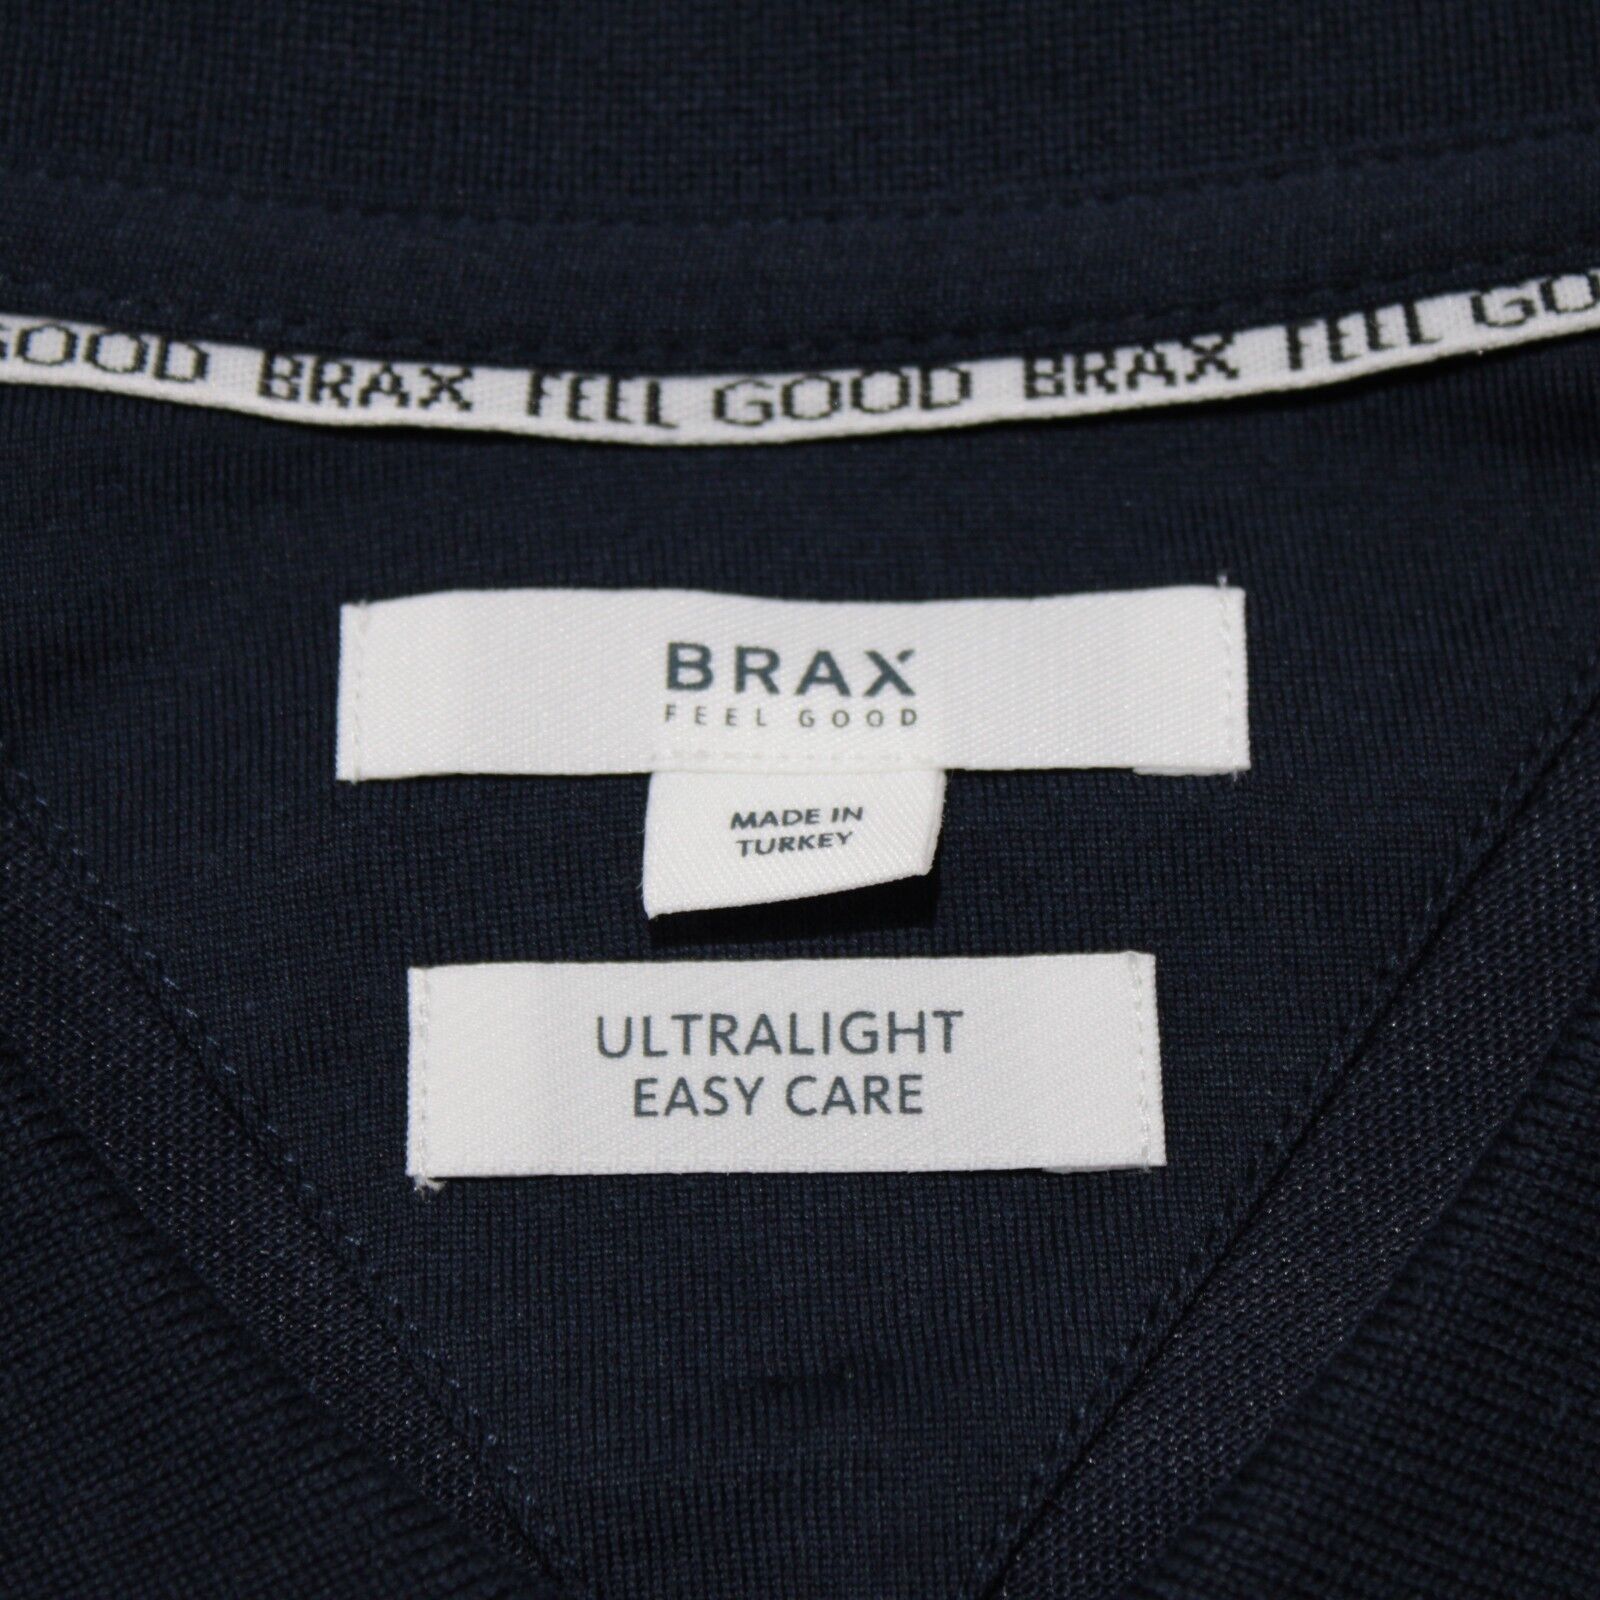 GOOD BRAX FEEL GOOD BRAX FEEL GO
BRAX
FEEL GOOD
MADE IN
TURKEY
ULTRALIGHT
EASY CARE